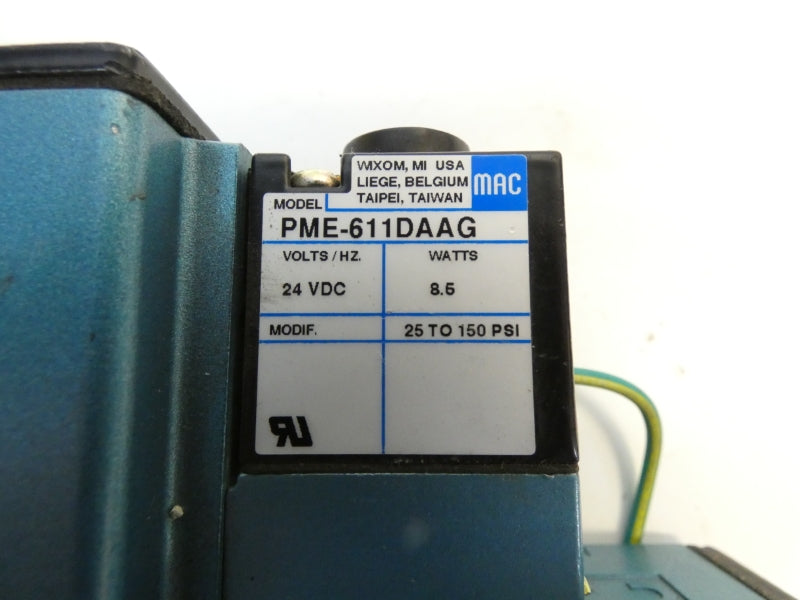 WIXOM, MI USA
LIEGE, BELGIUM
TAIPEI, TAIWAN
MAC
MODEL
PME-611DAAG
VOLTS / HZ.
WATTS
24 VDC
8.5
MODIF.
25 TO 150 PSI
RU